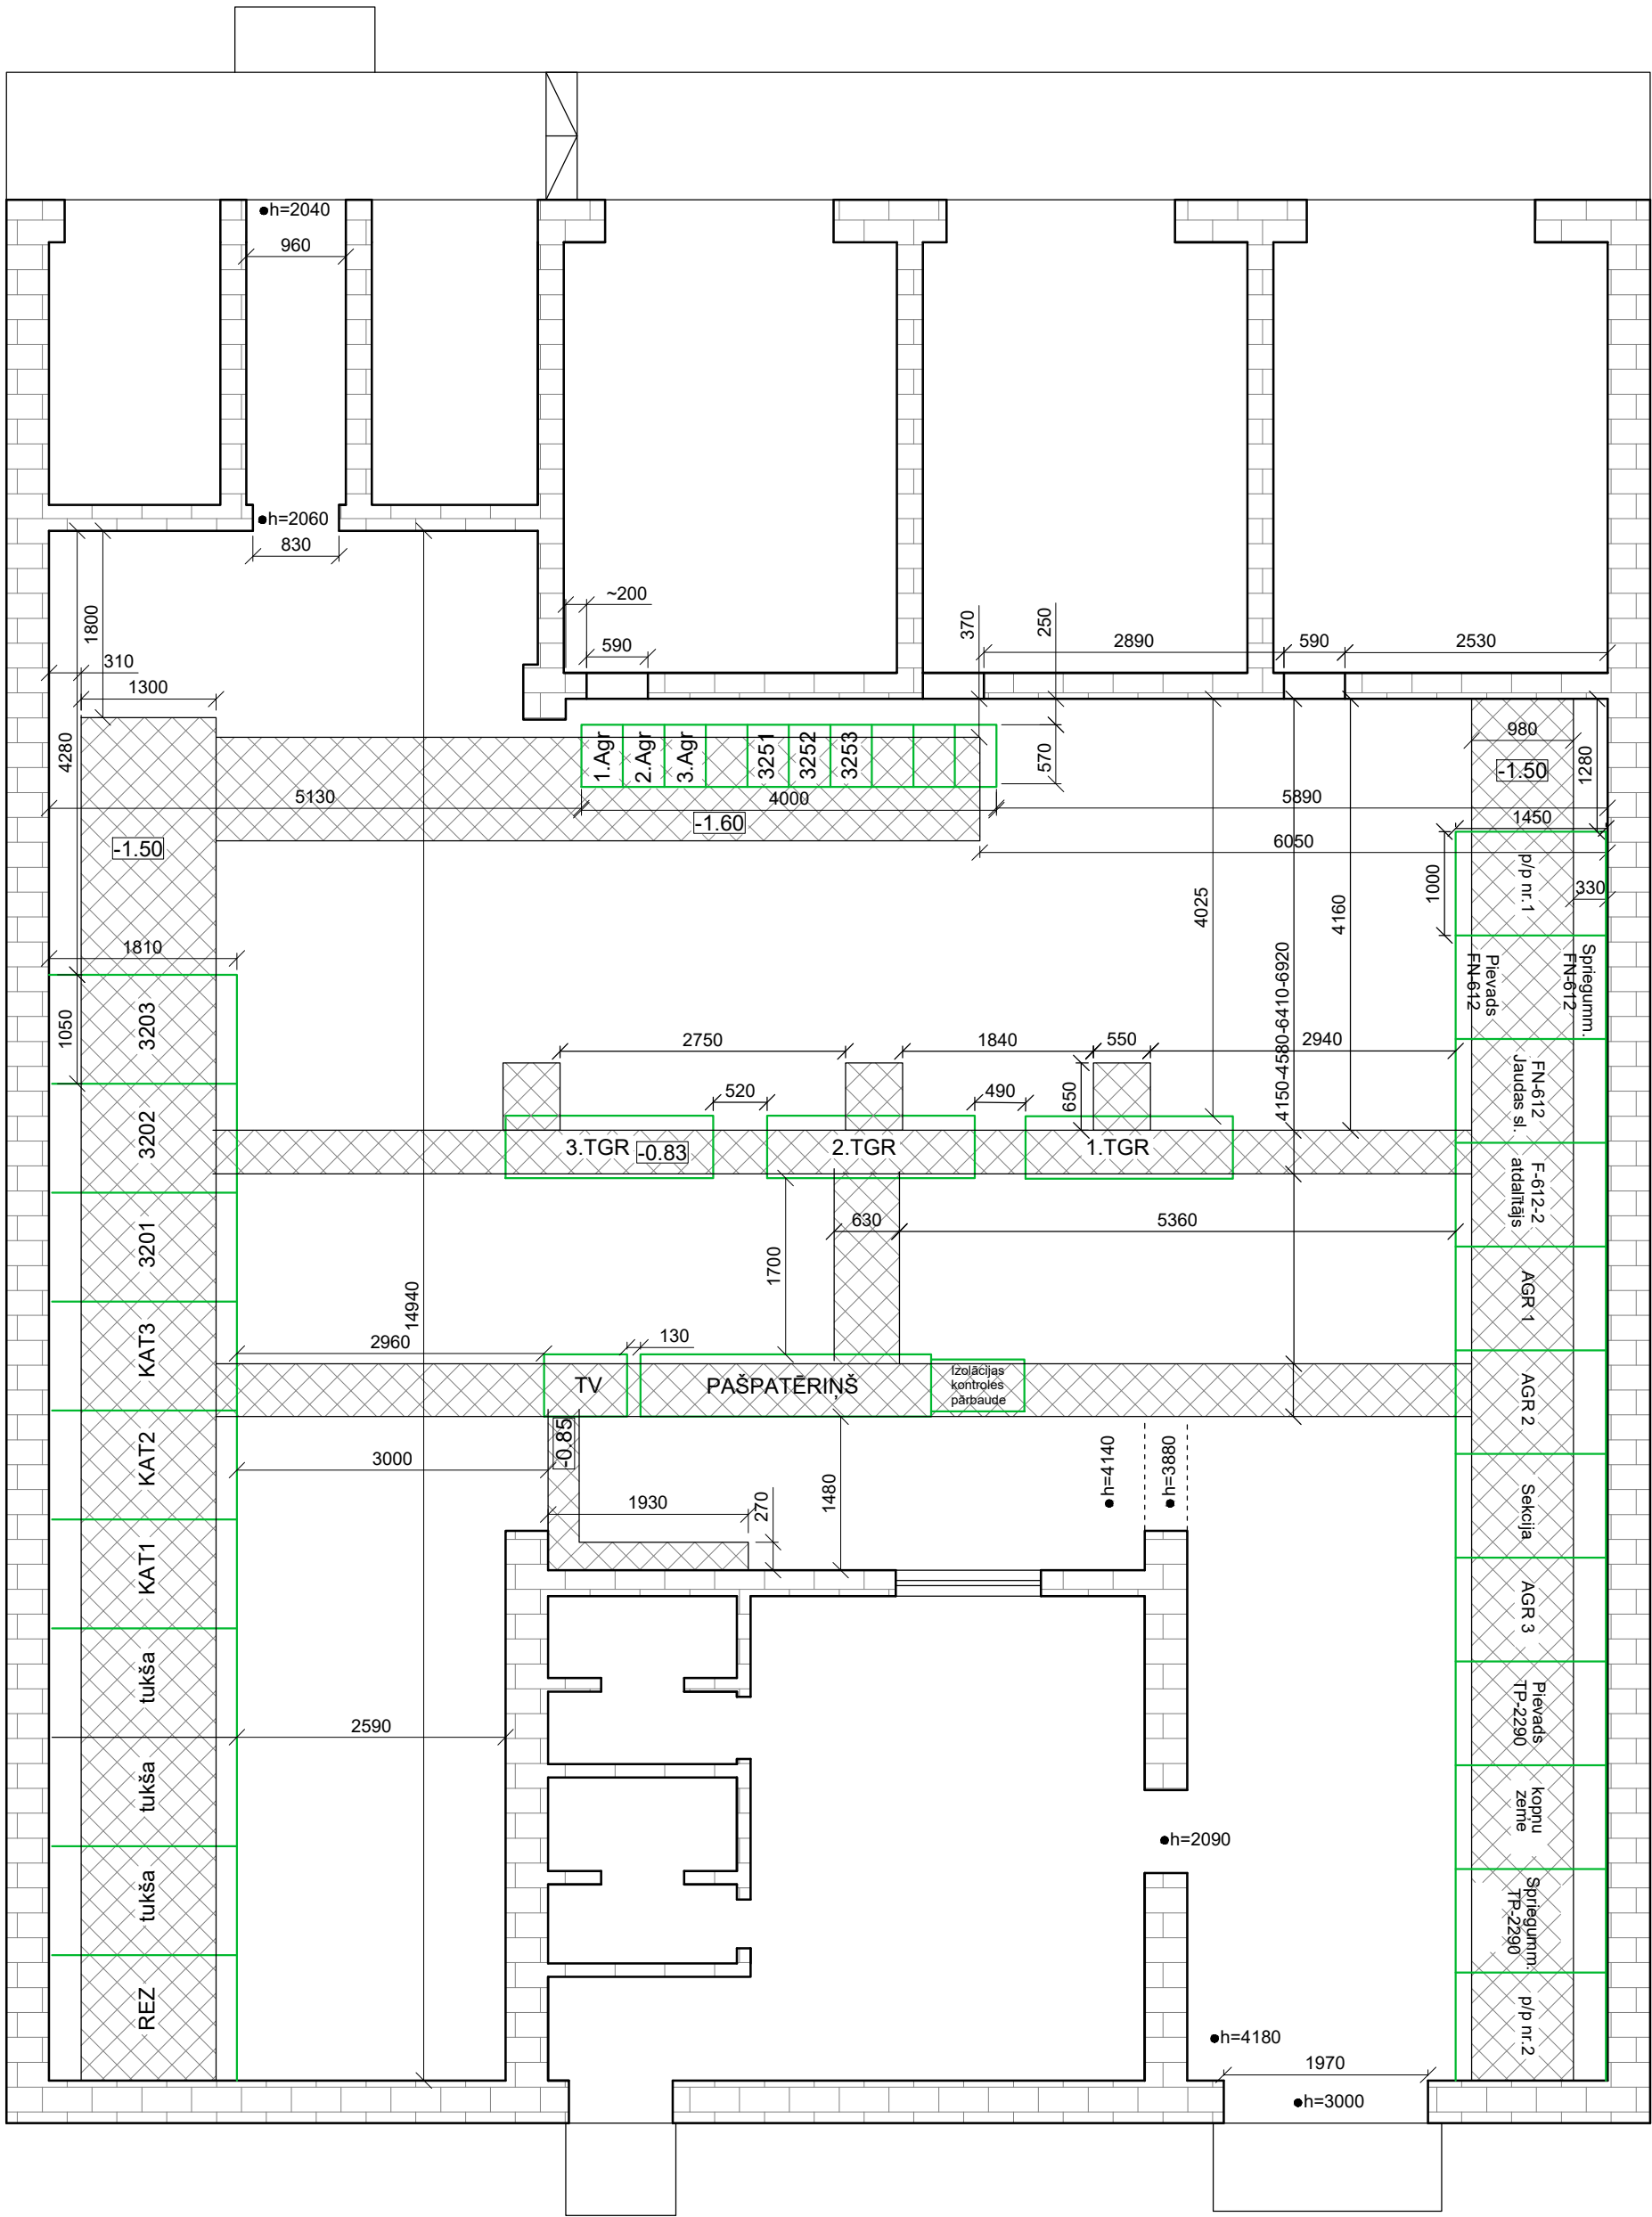 h=2040
960
h=2060
830
~200
590
370
250
2890
590
2530
1800
310
1300
4280
1.Agr
2.Agr
3.Agr
3251
3252
3253
570
980
-1.50
1280
5130
4000
5890
-1.60
1450
-1.50
6050
1000
p/p nr.1
330
4025
4160
1810
Pievads
FN-612
Spriegumm.
FN-612
1050
3203
4150-4580-6410-6920
2750
1840
550
2940
520
490
650
FN-612
Jaudas sl.
3202
3.TGR
-0.83
2.TGR
1.TGR
F-612-2
atdalītājs
3201
630
5360
1700
14940
AGR 1
KAT3
2960
130
TV
PAŠPATĒRIŅŠ
Izolācijas
kontroles
pārbaude
AGR 2
KAT2
3000
-0.85
1930
270
1480
h=4140
h=3880
Sekcija
KAT1
AGR 3
tukša
Pievads
TP-2290
2590
tukša
kopņu
zeme
h=2090
tukša
Spriegumm.
TP-2290
REZ
p/p nr.2
h=4180
1970
h=3000